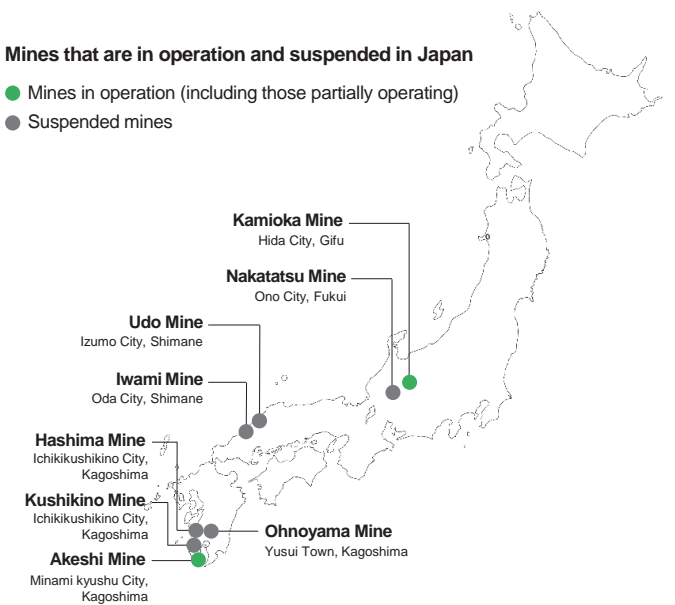 Mines that are in operation and suspended in Japan
Mines in operation (including those partially operating)
Suspended mines
Kamioka Mine
Hida City, Gifu
Nakatatsu Mine
Ono City, Fukui
Udo Mine
Izumo City, Shimane
Iwami Mine
Oda City, Shimane
Hashima Mine
Ichikikushikino City,
Kagoshima
Kushikino Mine
Ichikikushikino City,
Kagoshima
Ohnoyama Mine
Yusui Town, Kagoshima
Akeshi Mine
Minami kyushu City,
Kagoshima